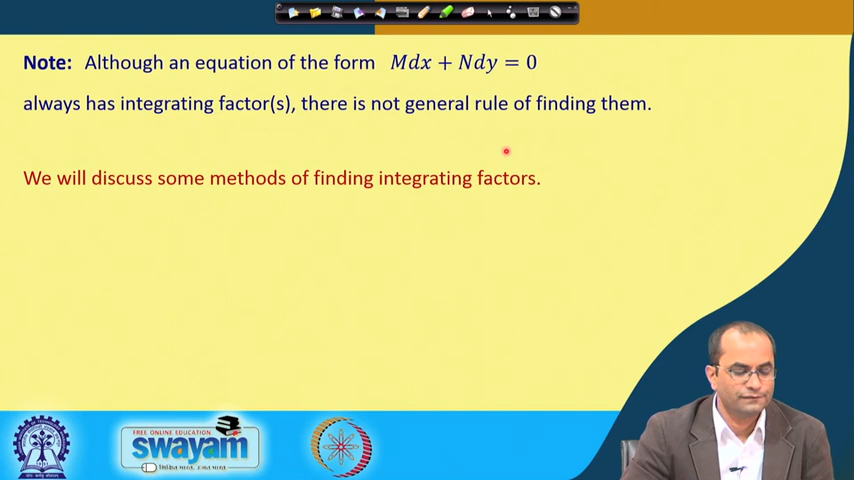 Note: Although an equation of the form Mdx + Ndy = 0
always has integrating factor(s), there is not general rule of finding them.
We will discuss some methods of finding integrating factors.
FREE ONLINE EDUCATION
swayam